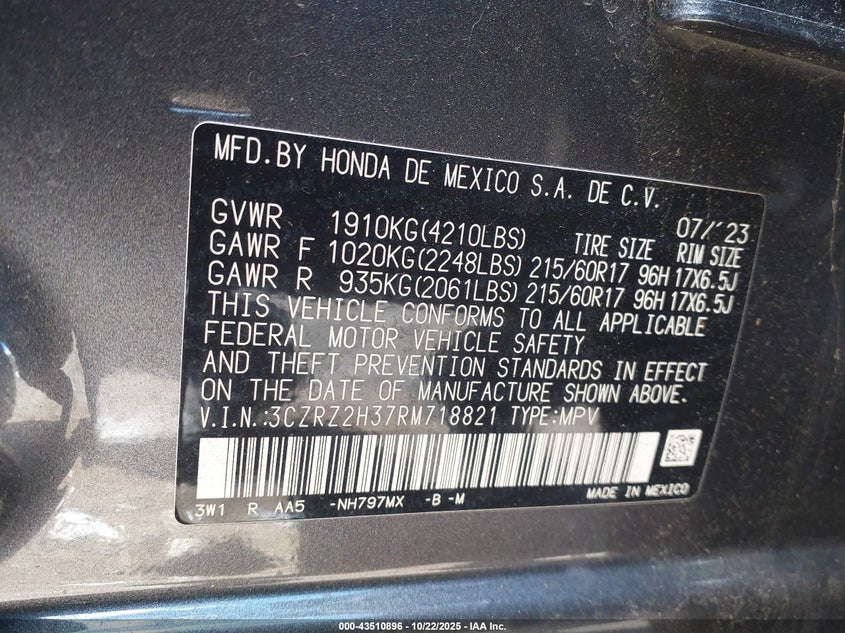 MFD.BY HONDA DE MEXICO S.A. DE C.V.
07/'23
GVWR 1910KG(4210LBS) TIRE SIZE RIM SIZE
GAWR F 1020KG(2248LBS) 215/60R17 96H 17X6.5J
GAWR R 935KG(2061LBS) 215/60R17 96H 17X6.5J
THIS VEHICLE CONFORMS TO ALL APPLICABLE
FEDERAL MOTOR VEHICLE SAFETY
AND THEFT PREVENTION STANDARDS IN EFFECT
ON THE DATE OF MANUFACTURE SHOWN ABOVE.
V.I.N.:3CZRZ2H37RM718821 TYPE:MPV
MADE IN MEXICO
3W1 R AA5 -NH797MX -B -M
000-43510896 - 10/22/2025 - IAA Inc.